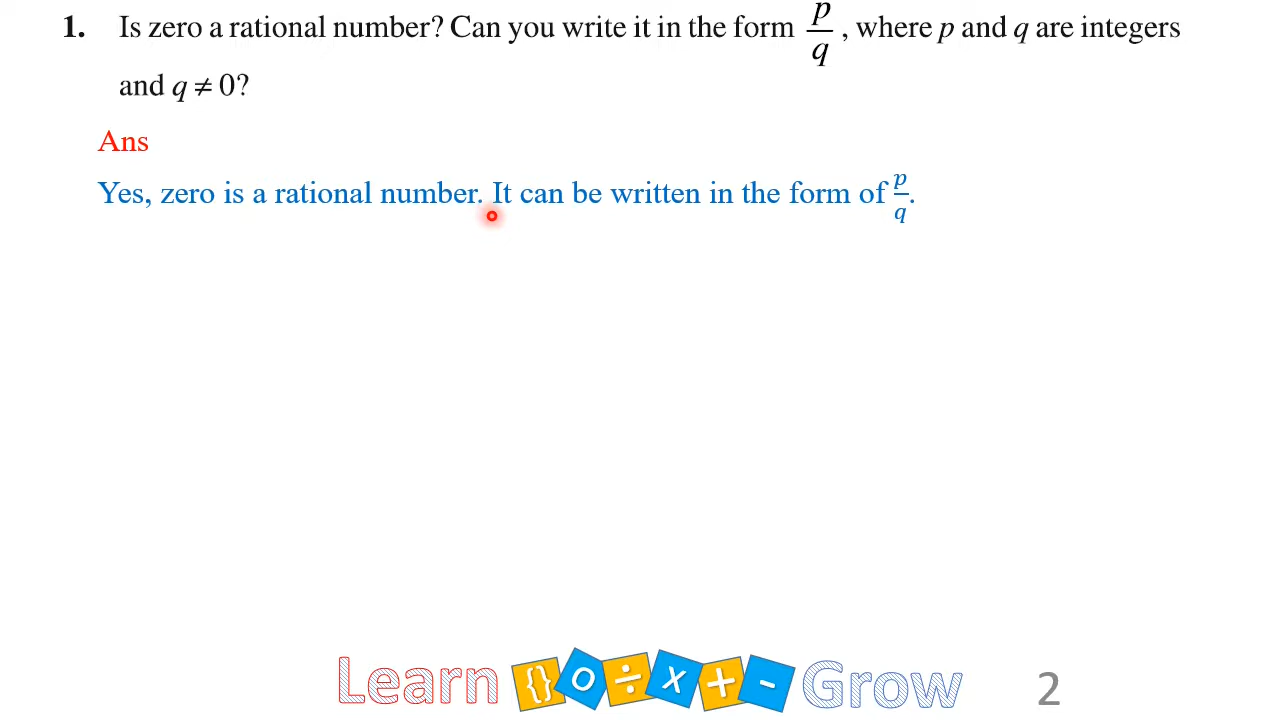 1. Is zero a rational number? Can you write it in the form p/q, where p and q are integers
and q ≠ 0?
Ans
Yes, zero is a rational number. It can be written in the form of p/q.
Learn {} O ÷ x + - Grow 2